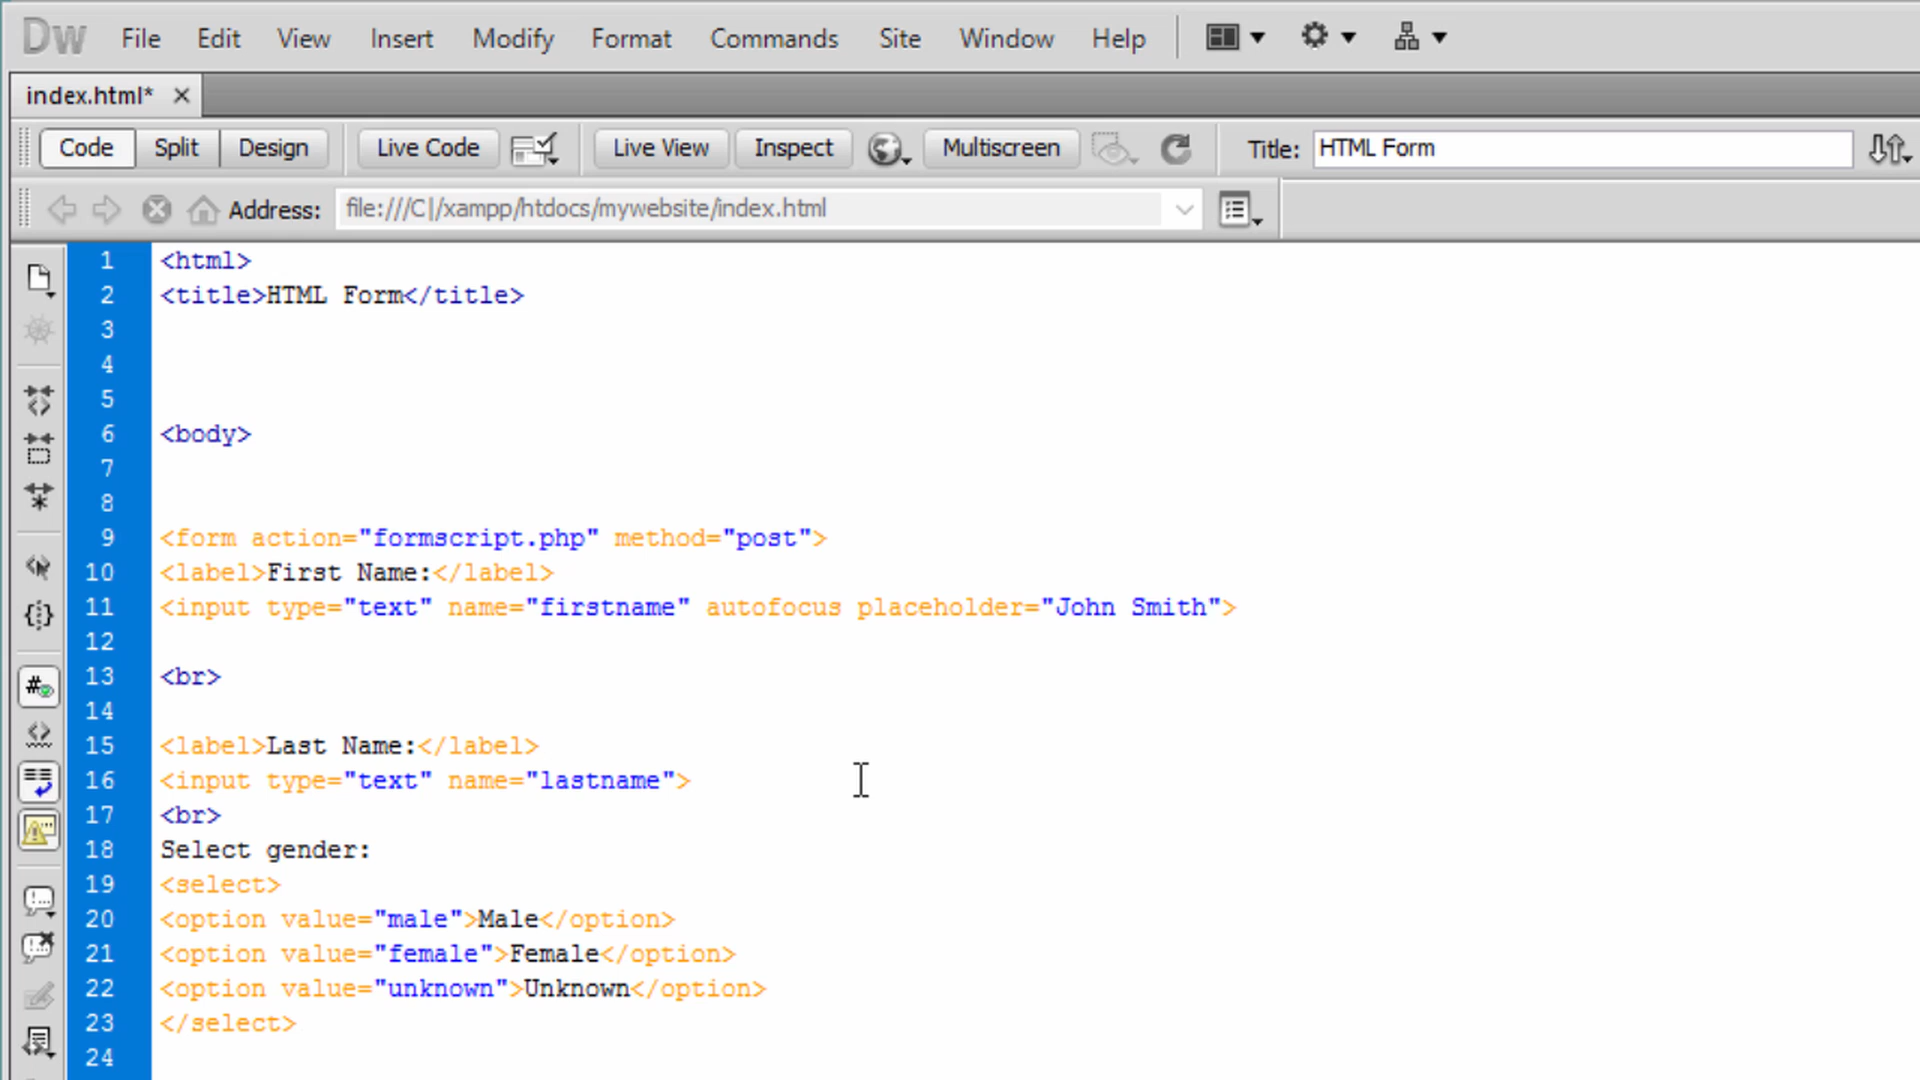 Dw File Edit View Insert Modify Format Commands Site Window Help
index.html*
Code Split Design Live Code Live View Inspect Multiscreen Title: HTML Form
Address: file:///C|/xampp/htdocs/mywebsite/index.html
1 <html>
2 <title>HTML Form</title>
3
4
5
6 <body>
7
8
9 <form action="formscript.php" method="post">
10 <label>First Name:</label>
11 <input type="text" name="firstname" autofocus placeholder="John Smith">
12
13 <br>
14
15 <label>Last Name:</label>
16 <input type="text" name="lastname">
17 <br>
18 Select gender:
19 <select>
20 <option value="male">Male</option>
21 <option value="female">Female</option>
22 <option value="unknown">Unknown</option>
23 </select>
24